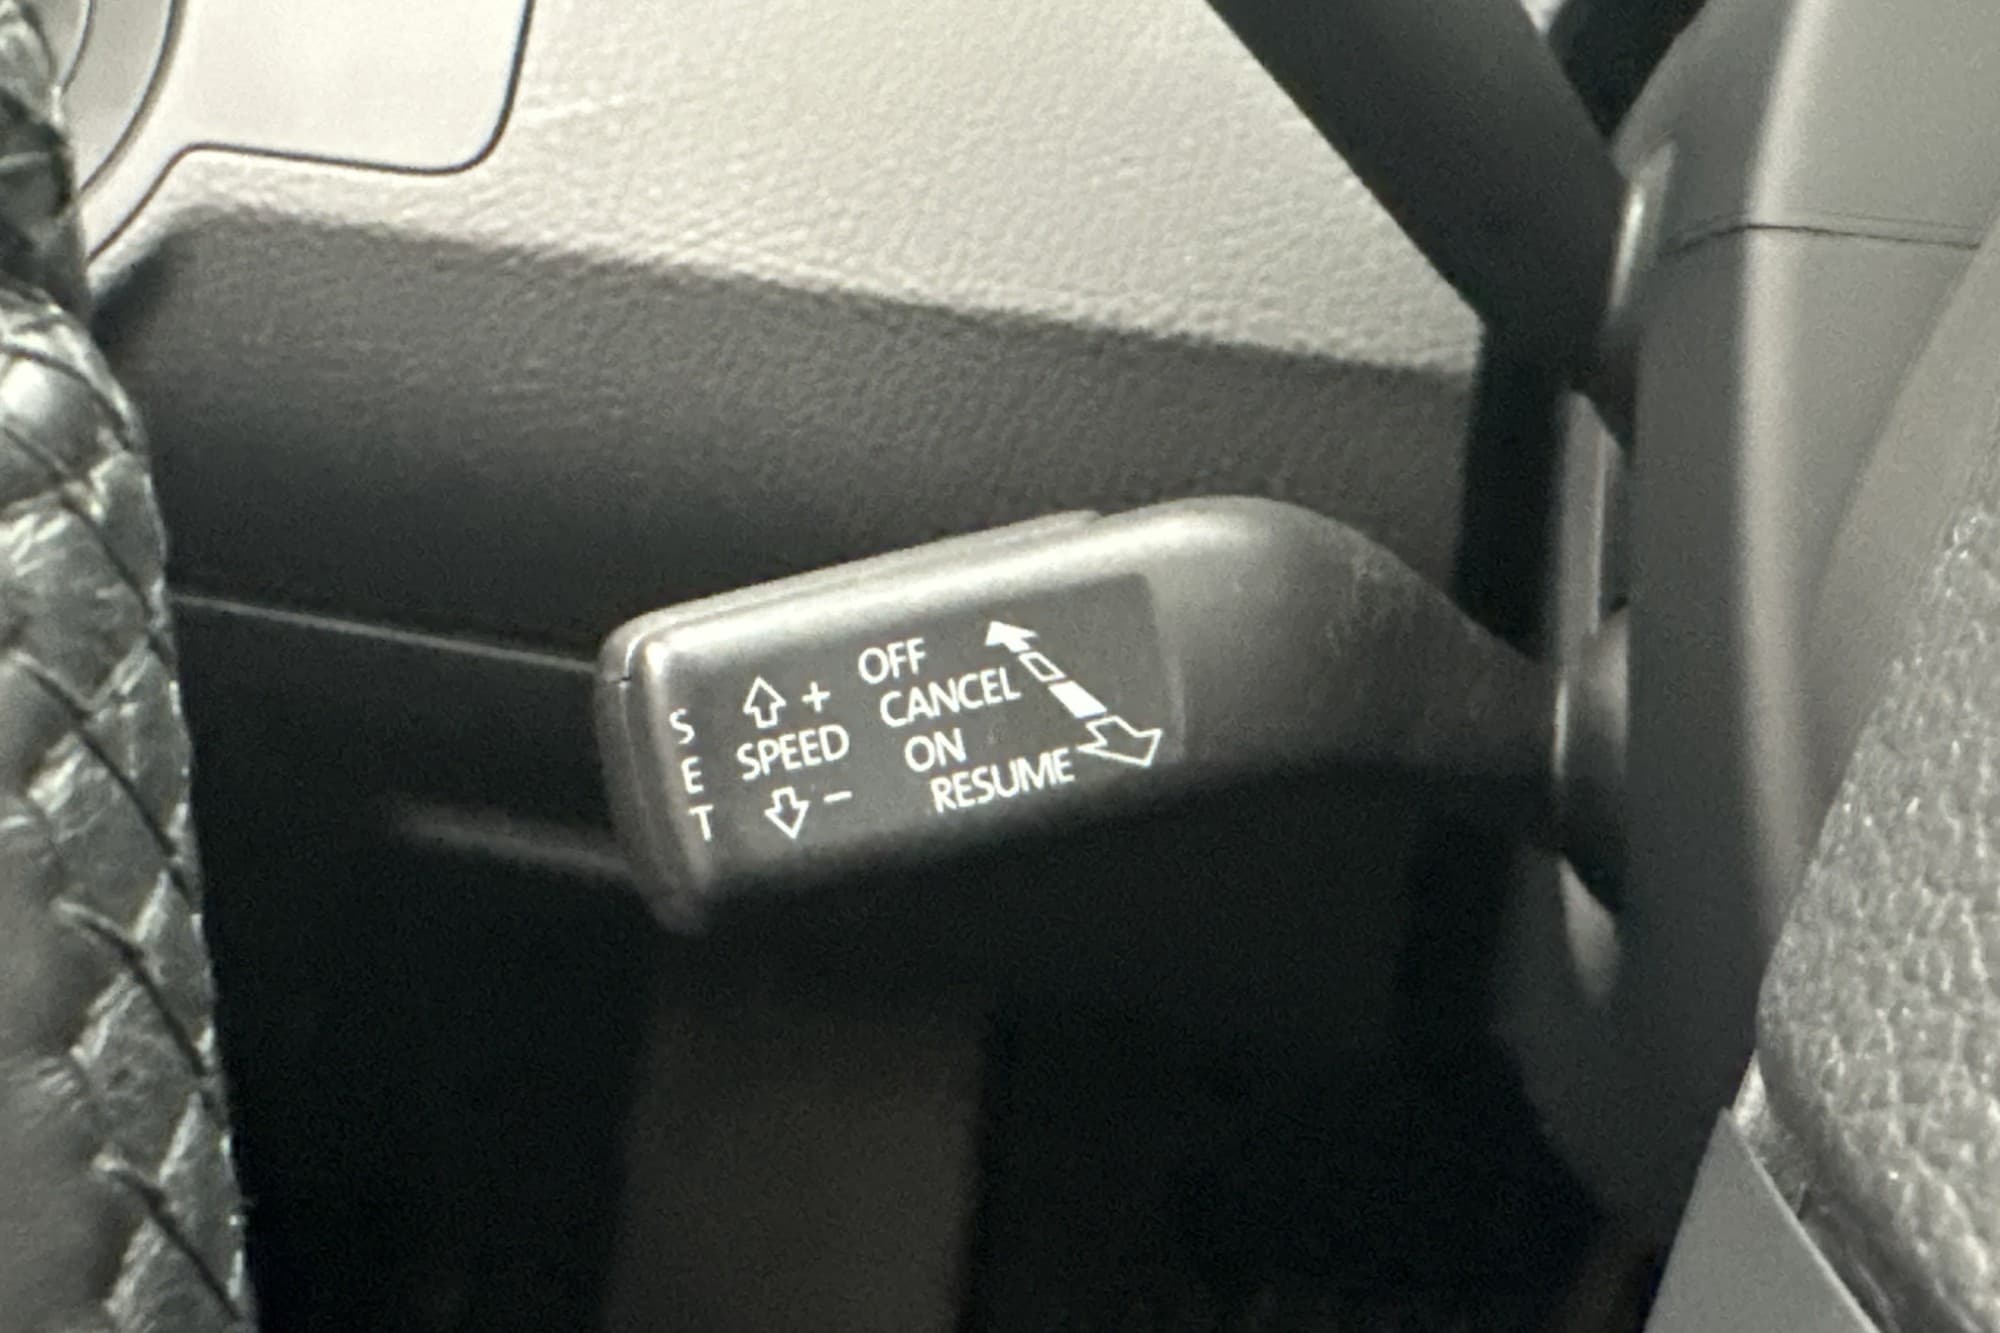 S
E
T
+
SPEED
−
OFF
CANCEL
ON
RESUME